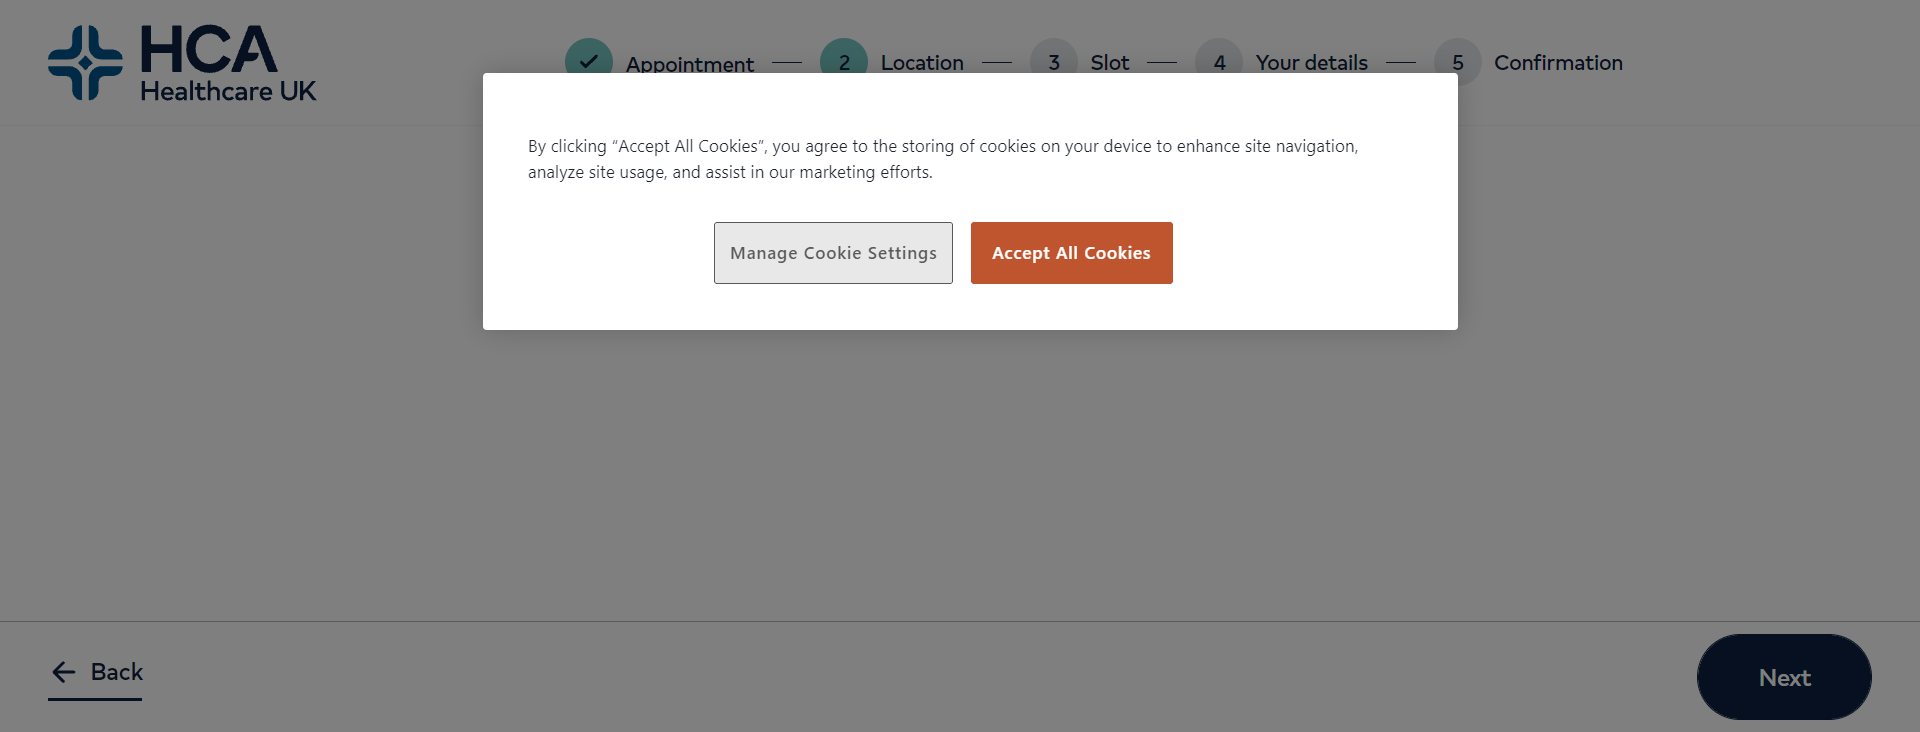 HCA
Healthcare UK
Appointment
2 Location
3 Slot
4 Your details
5 Confirmation
By clicking “Accept All Cookies”, you agree to the storing of cookies on your device to enhance site navigation,
analyze site usage, and assist in our marketing efforts.
Manage Cookie Settings
Accept All Cookies
Back
Next